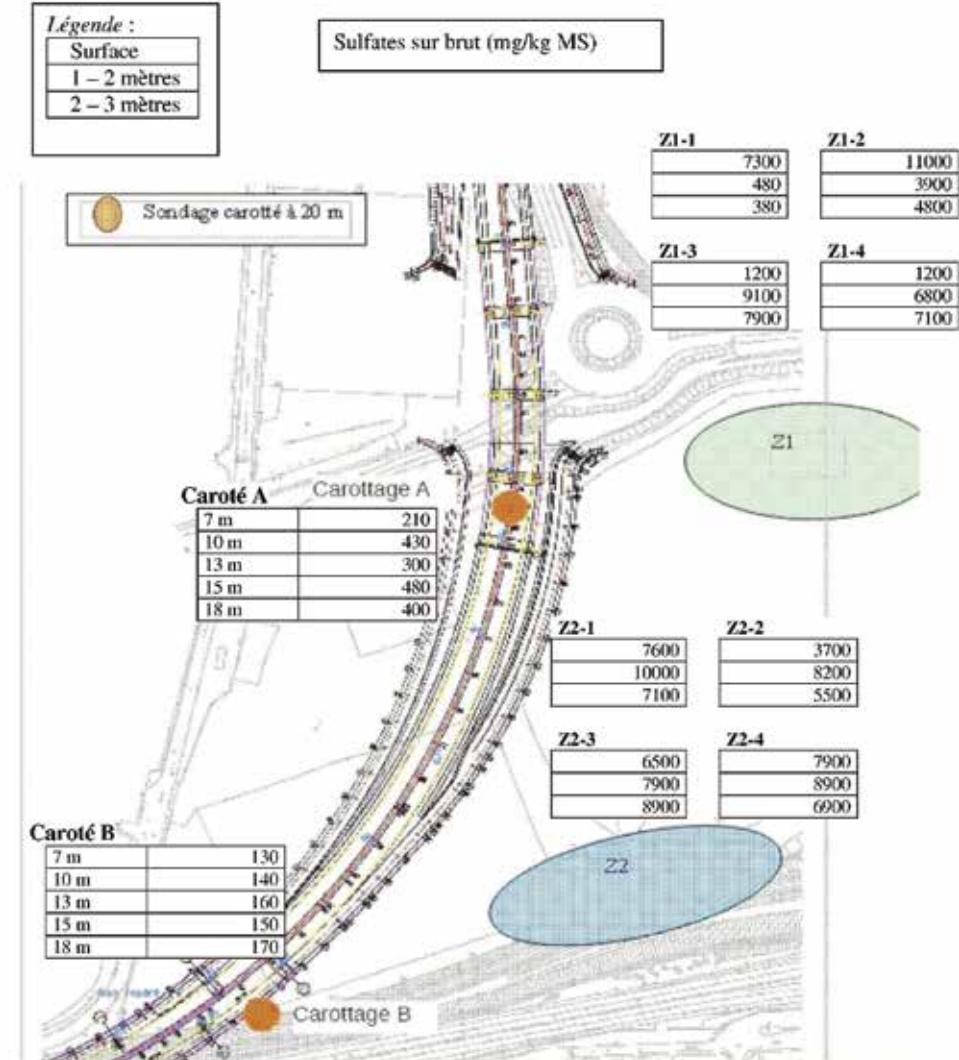 Légende :
Surface
1 – 2 mètres
2 – 3 mètres
Sulfates sur brut (mg/kg MS)
Sondage carotté à 20 m
Z1-1
7300
480
380
Z1-2
11000
3900
4800
Z1-3
1200
9100
7900
Z1-4
1200
6800
7100
Z1
Caroté A
Carottage A
7 m 210
10 m 430
13 m 300
15 m 480
18 m 400
Z2-1
7600
10000
7100
Z2-2
3700
8200
5500
Z2-3
6500
7900
8900
Z2-4
7900
8900
6900
Z2
Caroté B
7 m 130
10 m 140
13 m 160
15 m 150
18 m 170
Carottage B